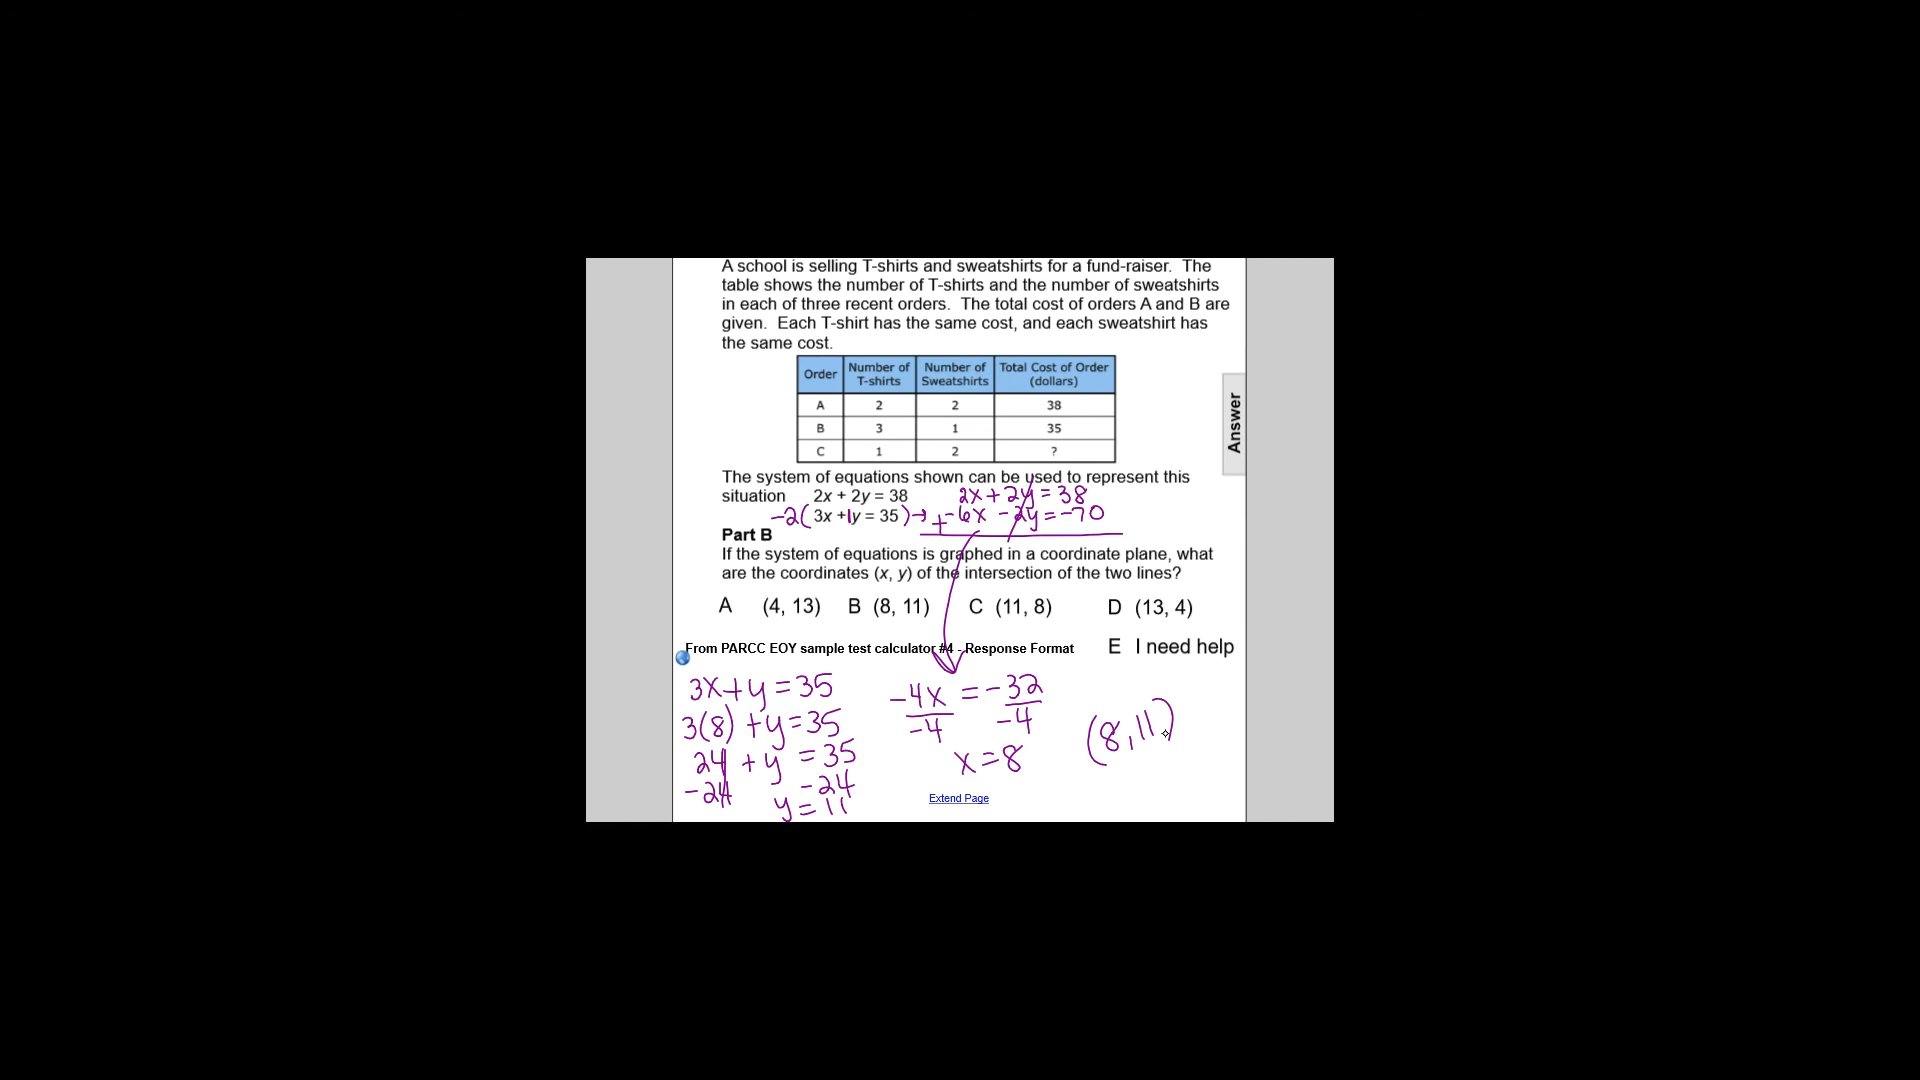 A school is selling T-shirts and sweatshirts for a fund-raiser. The
table shows the number of T-shirts and the number of sweatshirts
in each of three recent orders. The total cost of orders A and B are
given. Each T-shirt has the same cost, and each sweatshirt has
the same cost.
Order Number of T-shirts Number of Sweatshirts Total Cost of Order (dollars)
A 2 2 38
B 3 1 35
C 1 2 ?
Answer
The system of equations shown can be used to represent this
situation 2x + 2y = 38 2x + 2y = 38
-2( 3x + 1y = 35 ) → + -6x - 2y = -70
Part B
If the system of equations is graphed in a coordinate plane, what
are the coordinates (x, y) of the intersection of the two lines?
A (4, 13) B (8, 11) C (11, 8) D (13, 4)
From PARCC EOY sample test calculator #4 - Response Format E I need help
3x + y = 35
3(8) + y = 35
24 + y = 35
-24 -24
y = 11
-4x = -32
-4 -4
x = 8
(8, 11)
Extend Page